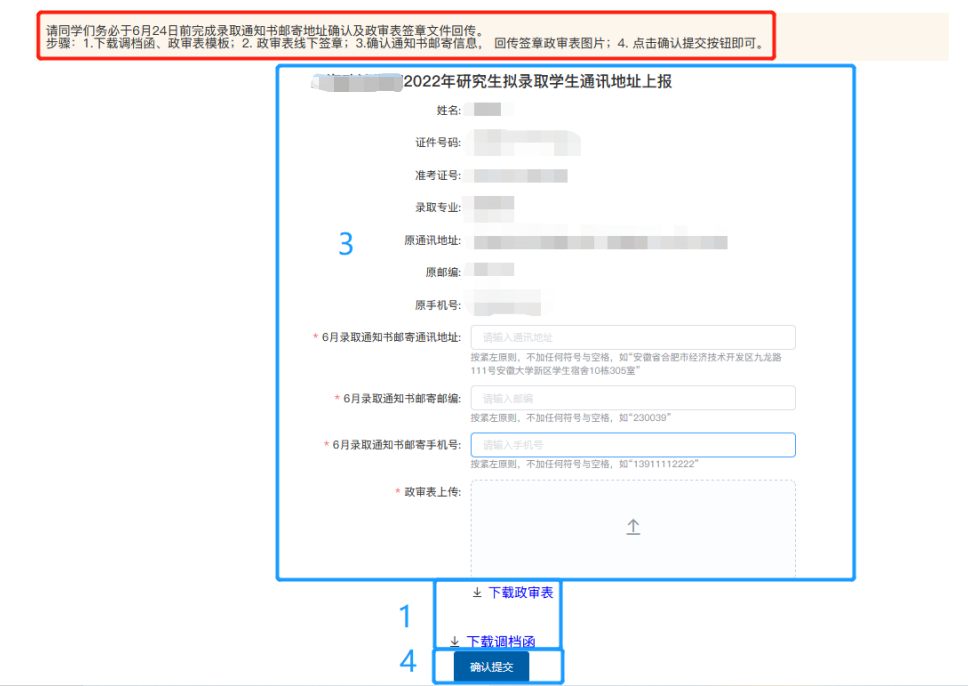 请同学们务必于6月24日前完成录取通知书邮寄地址确认及政审表签章文件回传。
步骤：1.下载调档函、政审表模板；2. 政审表线下签章；3.确认通知书邮寄信息， 回传签章政审表图片；4. 点击确认提交按钮即可。
2022年研究生拟录取学生通讯地址上报
姓名:
证件号码:
准考证号:
录取专业:
3
原通讯地址:
原邮编:
原手机号:
* 6月录取通知书邮寄通讯地址: 请输入通讯地址
按紧左原则，不加任何符号与空格，如"安徽省合肥市经济技术开发区九龙路
111号安徽大学新区学生宿舍10栋305室"
* 6月录取通知书邮寄邮编: 请输入邮编
按紧左原则，不加任何符号与空格，如"230039"
* 6月录取通知书邮寄手机号: 请输入手机号
按紧左原则，不加任何符号与空格，如"13911112222"
* 政审表上传:
下载政审表
1
下载调档函
4 确认提交